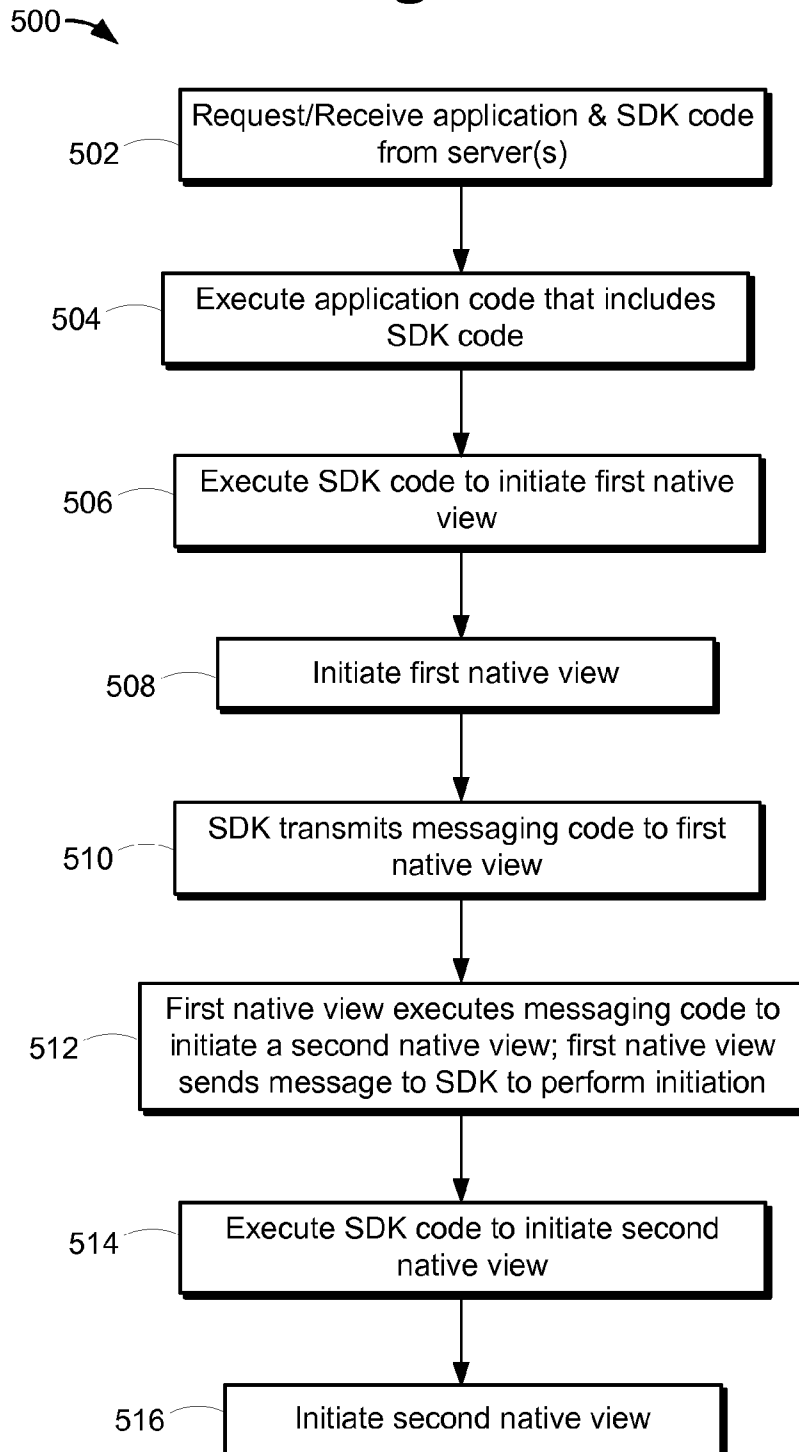 500
502
Request/Receive application & SDK code
from server(s)
504
Execute application code that includes
SDK code
506
Execute SDK code to initiate first native
view
508
Initiate first native view
510
SDK transmits messaging code to first
native view
512
First native view executes messaging code to
initiate a second native view; first native view
sends message to SDK to perform initiation
514
Execute SDK code to initiate second
native view
516
Initiate second native view